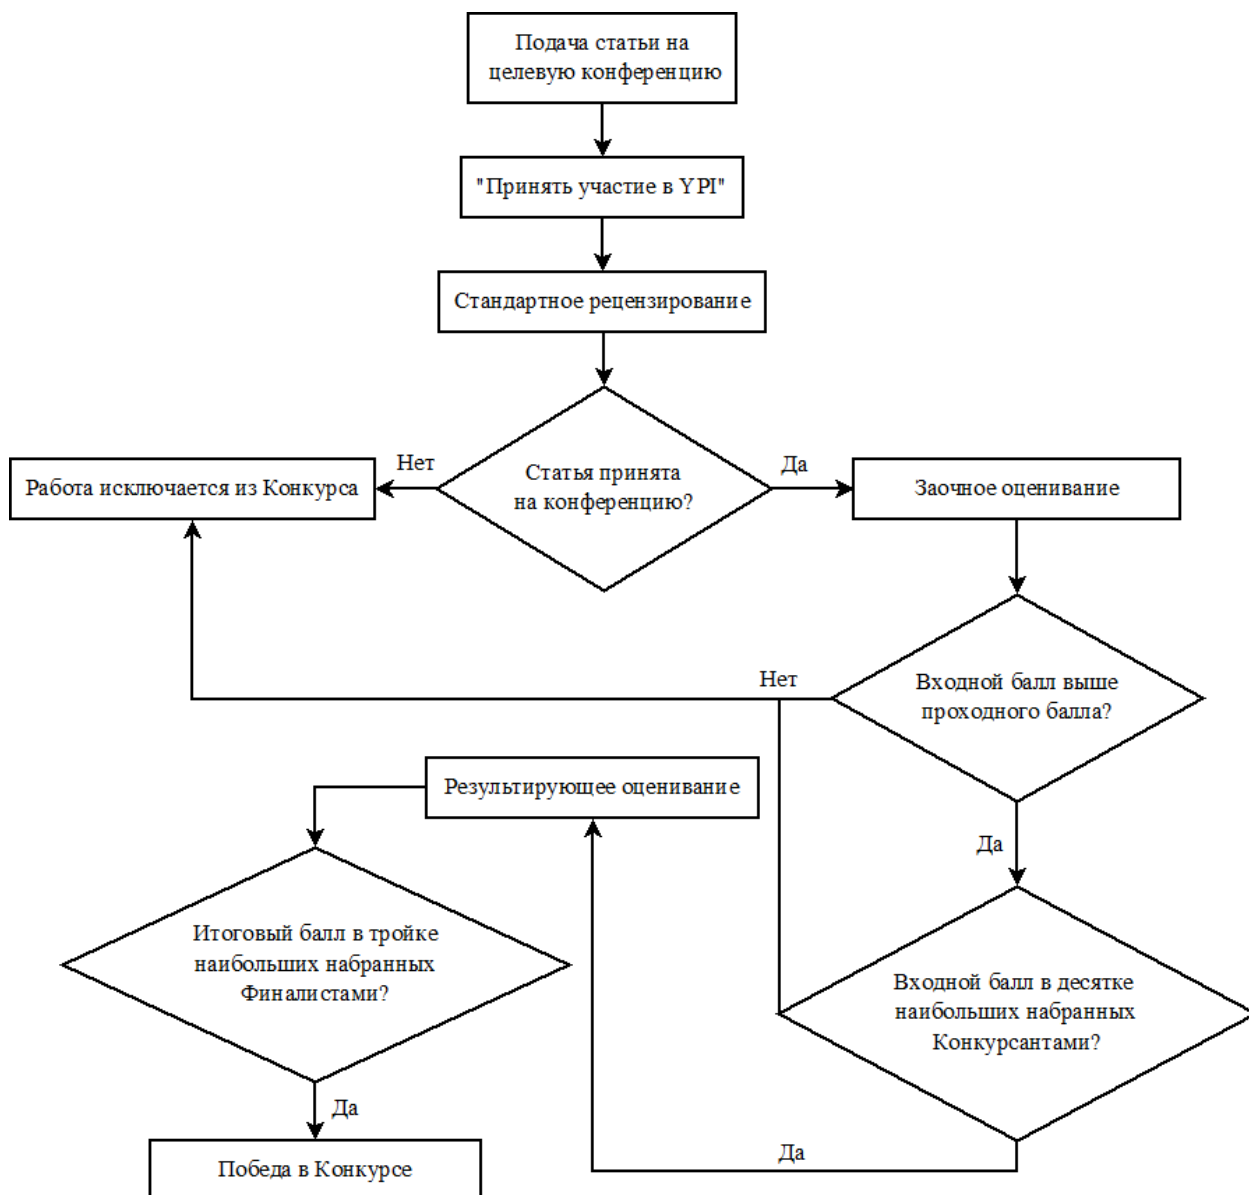 Подача статьи на
целевую конференцию
"Принять участие в YPI"
Стандартное рецензирование
Статья принята
на конференцию?
Нет
Да
Работа исключается из Конкурса
Заочное оценивание
Входной балл выше
проходного балла?
Нет
Да
Входной балл в десятке
наибольших набранных
Конкурсантами?
Да
Результирующее оценивание
Итоговый балл в тройке
наибольших набранных
Финалистами?
Да
Победа в Конкурсе